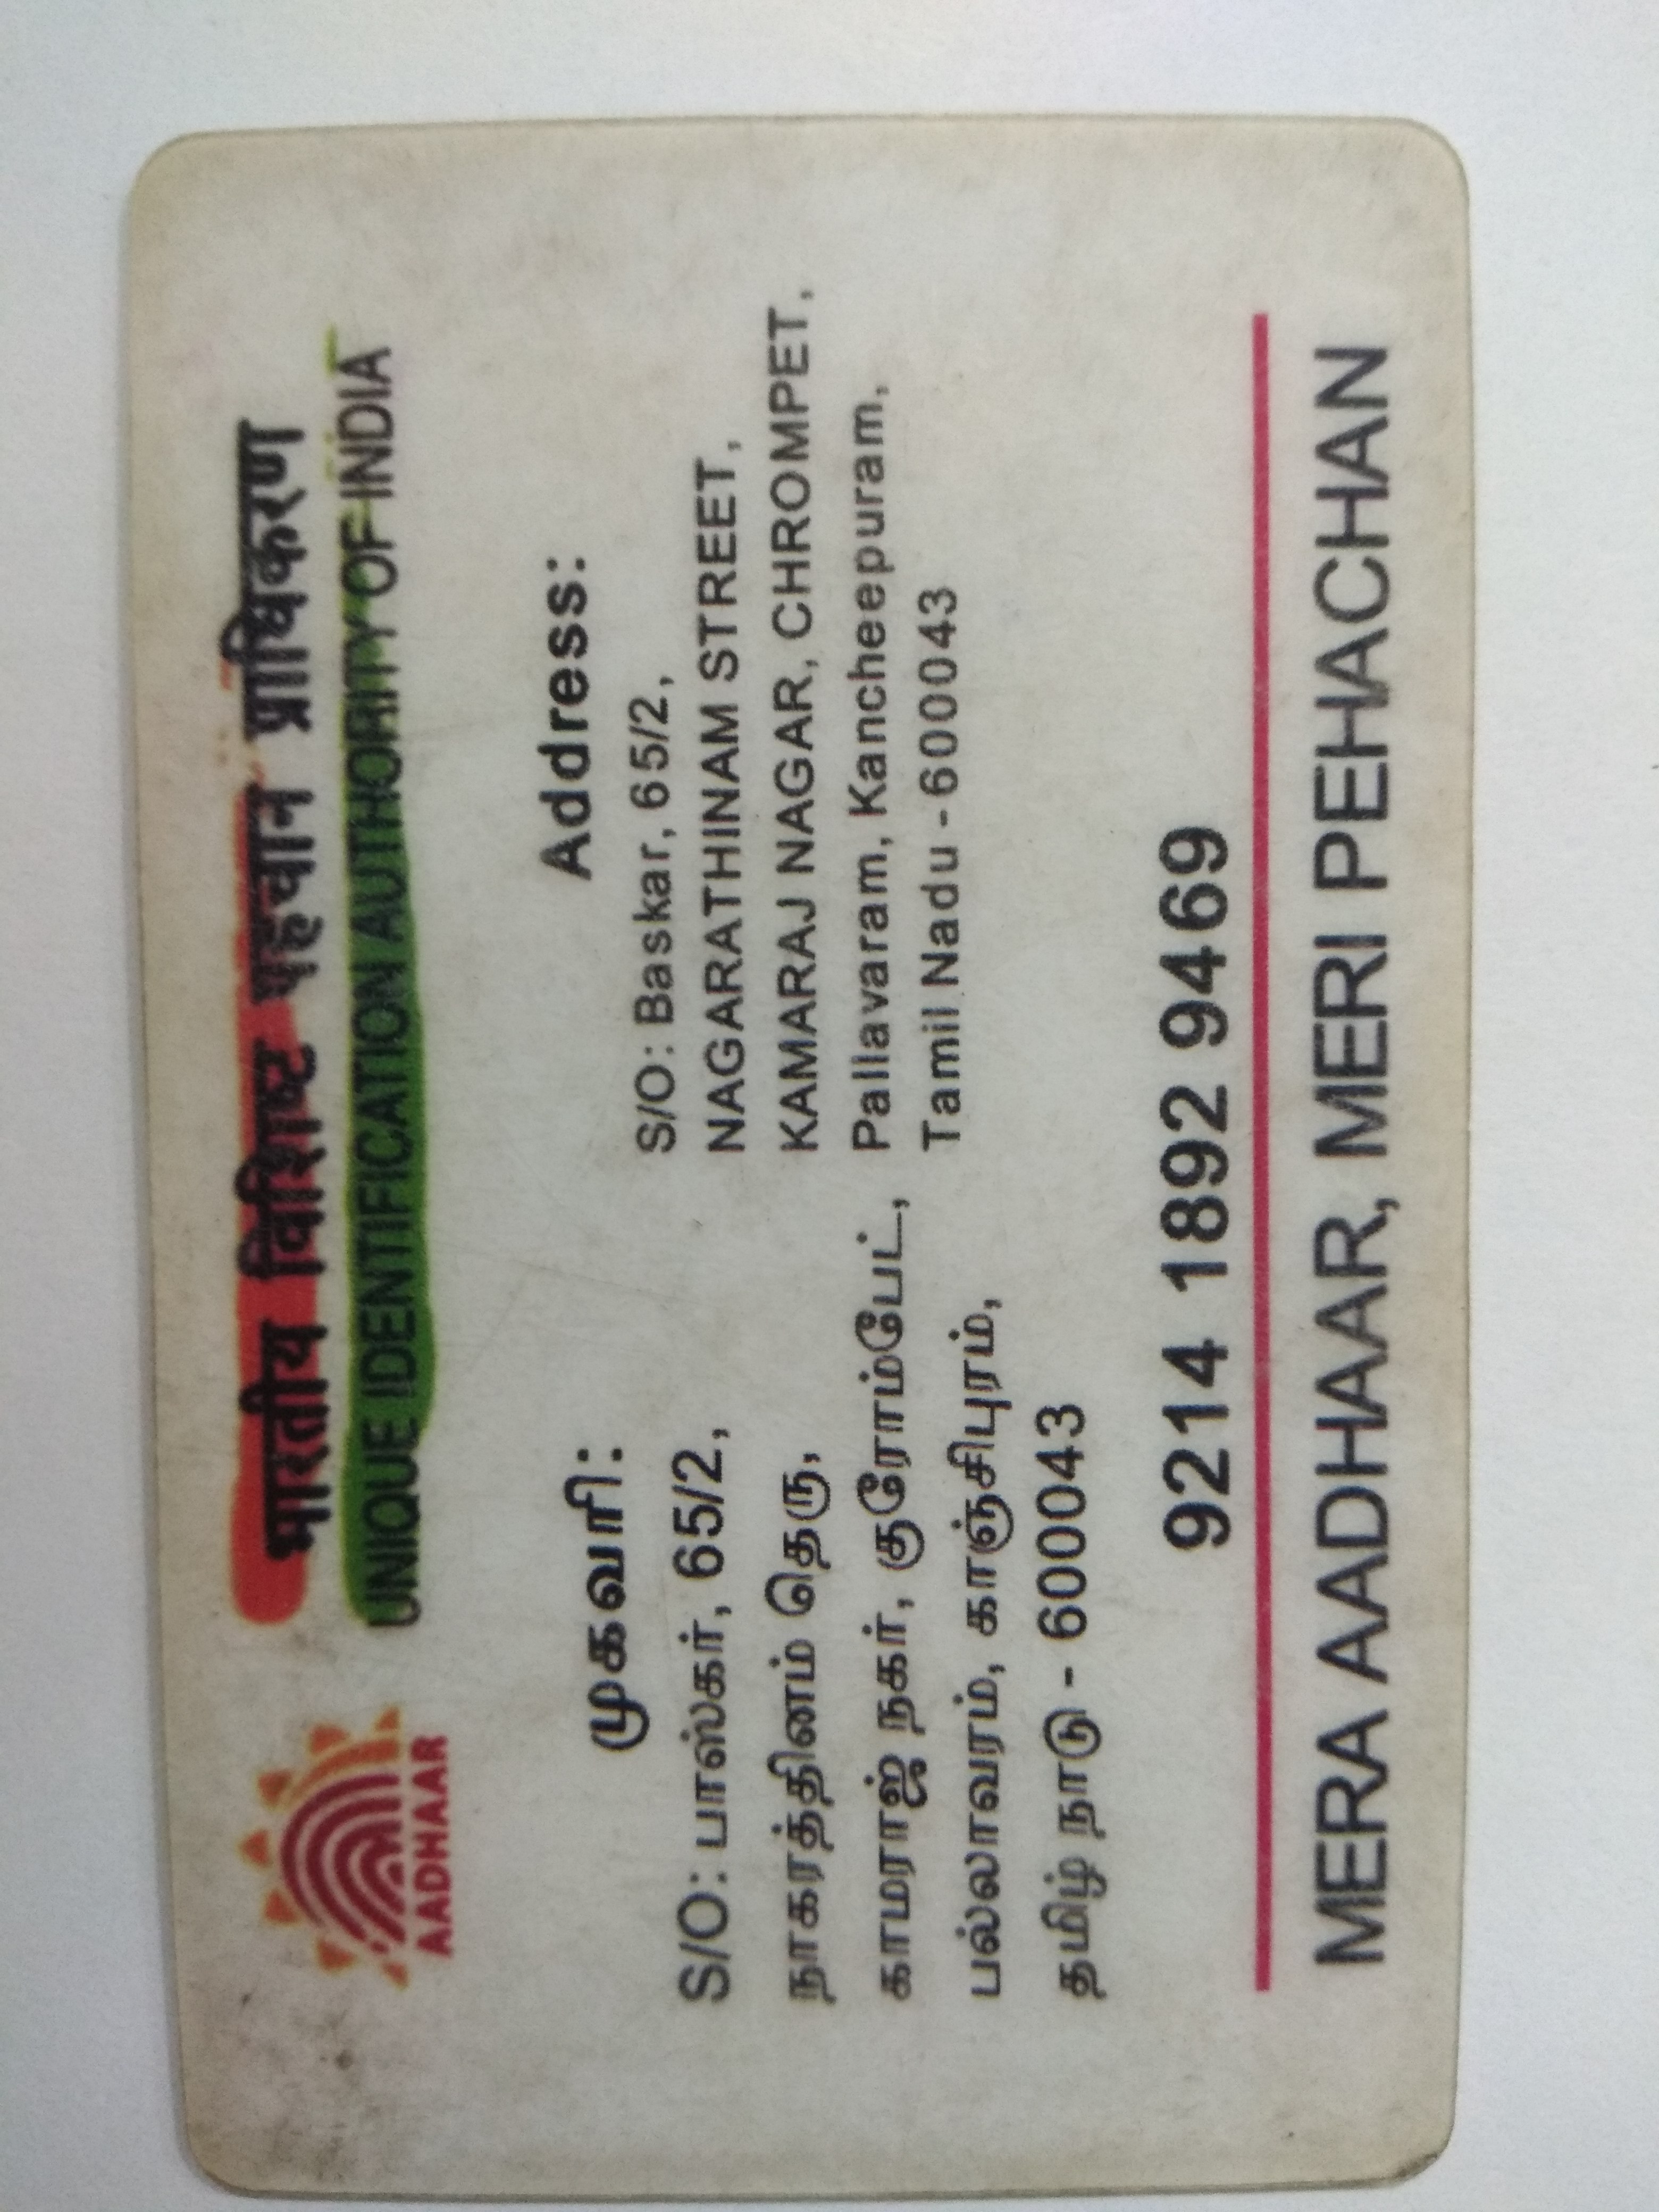 भारतीय विशिष्ट पहचान प्राधिकरण
UNIQUE IDENTIFICATION AUTHORITY OF INDIA
AADHAAR
முகவரி:
S/O: பாஸ்கர், 65/2,
நாகரத்தினம் தெரு,
காமராஜ் நகர், குரோம்பேட்,
பல்லாவரம், காஞ்சிபுரம்,
தமிழ் நாடு - 600043
Address:
S/O: Baskar, 65/2,
NAGARATHINAM STREET,
KAMARAJ NAGAR, CHROMPET,
Pallavaram, Kancheepuram,
Tamil Nadu - 600043
9214 1892 9469
MERA AADHAAR, MERI PEHACHAN